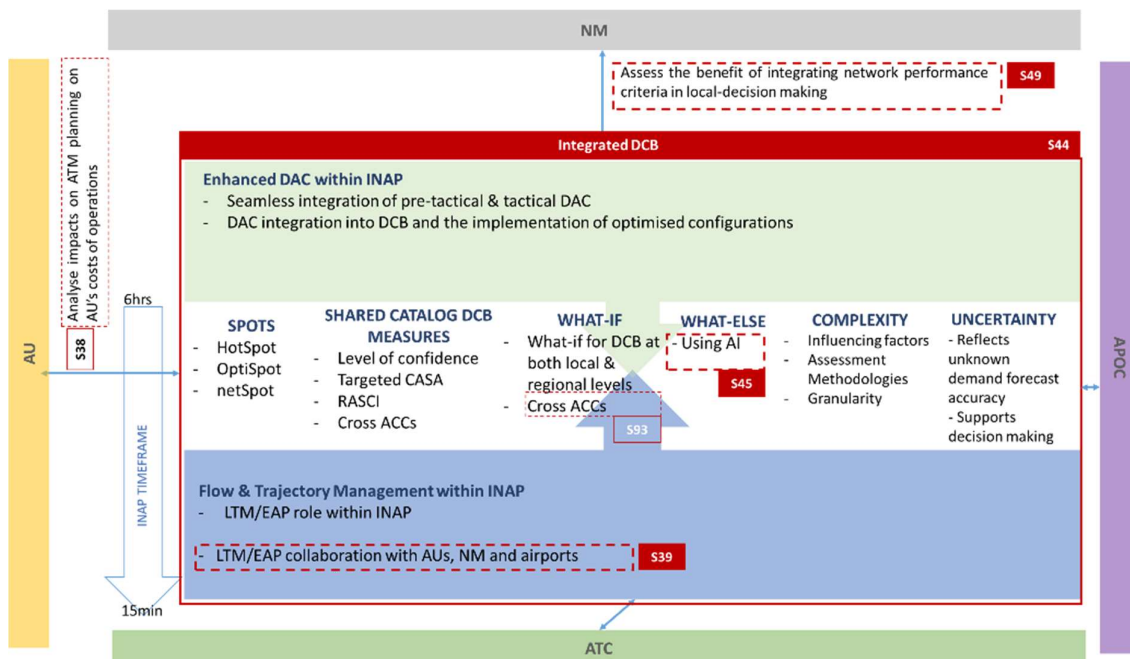 NM
Assess the benefit of integrating network performance
criteria in local-decision making
S49
Analyse impacts on ATM planning on
AU's costs of operations
S38
AU
APOC
Integrated DCB
S44
Enhanced DAC within INAP
- Seamless integration of pre-tactical & tactical DAC
- DAC integration into DCB and the implementation of optimised configurations
6hrs
INAP TIMEFRAME
15min
SPOTS
- HotSpot
- OptiSpot
- netSpot
SHARED CATALOG DCB
MEASURES
- Level of confidence
- Targeted CASA
- RASCI
- Cross ACCs
WHAT-IF
- What-if for DCB at
both local &
regional levels
- Cross ACCs
S93
WHAT-ELSE
- Using AI
S45
COMPLEXITY
- Influencing factors
- Assessment
Methodologies
- Granularity
UNCERTAINTY
- Reflects
unknown
demand forecast
accuracy
- Supports
decision making
Flow & Trajectory Management within INAP
- LTM/EAP role within INAP
- LTM/EAP collaboration with AUs, NM and airports
S39
ATC